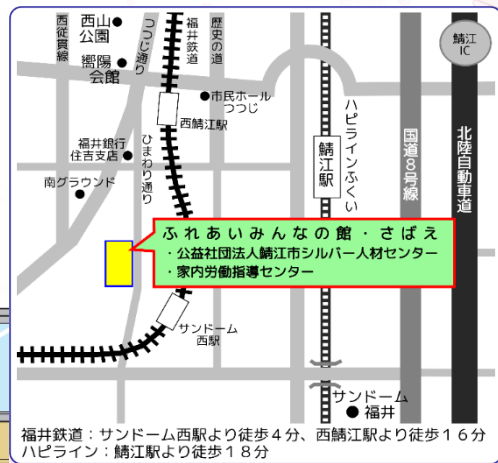 西山
公園
嚮陽
会館
西従貫線
つつじ通り
福井鉄道
歴史の道
市民ホール
つつじ
西鯖江駅
鯖江
IC
福井銀行
住吉支店
ひまわり通り
南グラウンド
鯖江駅
ハピラインふくい
国道8号線
北陸自動車道
ふれあいみんなの館・さばえ
・公益社団法人鯖江市シルバー人材センター
・家内労働指導センター
サンドーム
西駅
サンドーム
福井
福井鉄道：サンドーム西駅より徒歩４分、西鯖江駅より徒歩１６分
ハピライン：鯖江駅より徒歩１８分